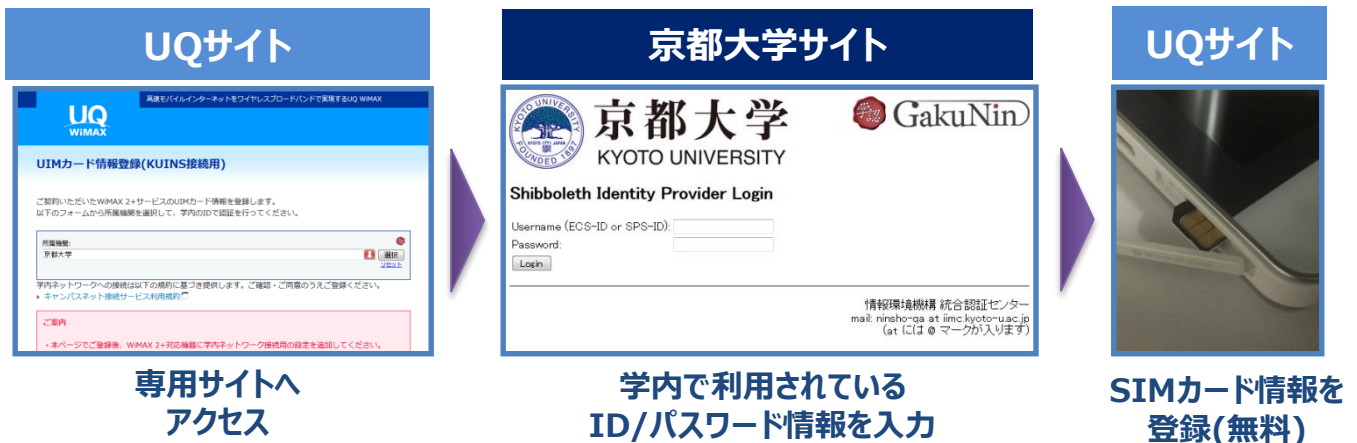 UQサイト
高速モバイルインターネットをワイヤレスブロードバンドで実現するUQ WiMAX
UQ
WiMAX
UIMカード情報登録(KUINS接続用)
ご契約いただいたWiMAX 2+サービスのUIMカード情報を登録します。
以下のフォームから所属機関を選択して、学内のIDで認証を行ってください。
所属機関:
京都大学
選択
リセット
学内ネットワークへの接続は以下の規約に基づき提供します。ご確認・ご同意のうえご登録ください。
キャンパスネット接続サービス利用規約
ご案内
・本ページでご登録後、WiMAX 2+対応機器に学内ネットワーク接続用の設定を追加してください。
専用サイトへ
アクセス
京都大学サイト
KYOTO UNIVERSITY
FOUNDED 1897
京都大学
KYOTO UNIVERSITY
学認
GakuNin
Shibboleth Identity Provider Login
Username (ECS-ID or SPS-ID):
Password:
Login
情報環境機構 統合認証センター
mail: ninsho-qa at iimc.kyoto-u.ac.jp
(at には @ マークが入ります)
学内で利用されている
ID/パスワード情報を入力
UQサイト
SIMカード情報を
登録(無料)